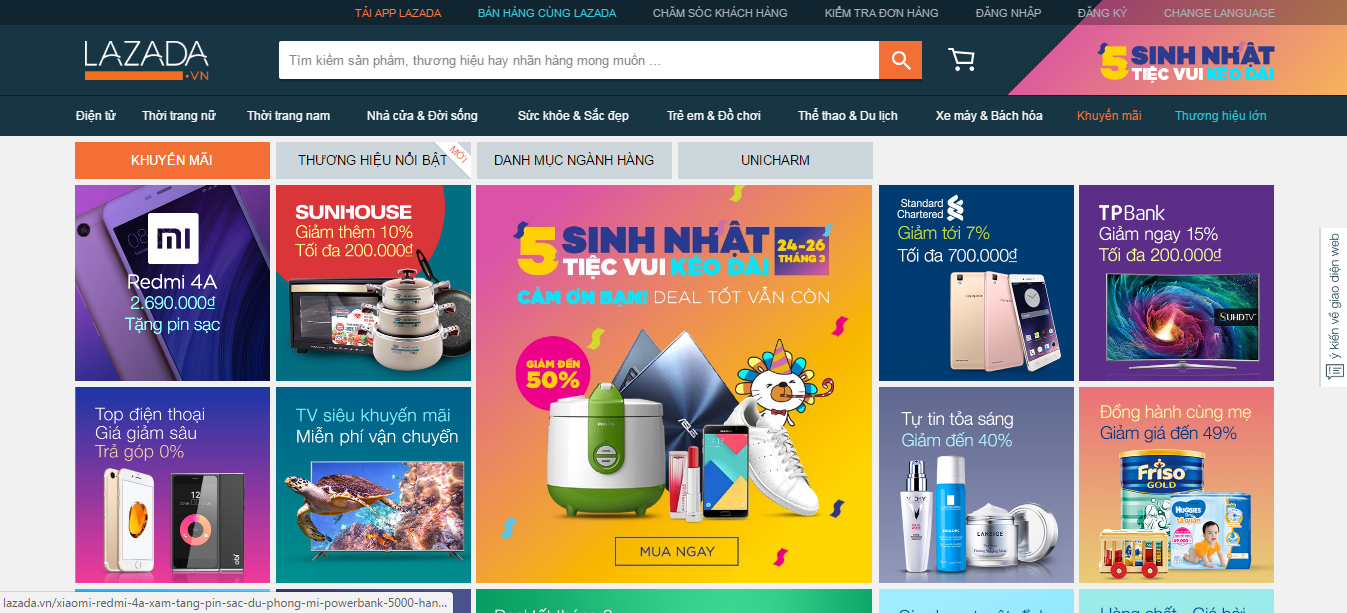 TẢI APP LAZADA
BÁN HÀNG CÙNG LAZADA
CHĂM SÓC KHÁCH HÀNG
KIỂM TRA ĐƠN HÀNG
ĐĂNG NHẬP
ĐĂNG KÝ
CHANGE LANGUAGE
LAZADA
.VN
Tìm kiếm sản phẩm, thương hiệu hay nhãn hàng mong muốn ...
5 SINH NHẬT
TIỆC VUI KÉO DÀI
Điện tử
Thời trang nữ
Thời trang nam
Nhà cửa & Đời sống
Sức khỏe & Sắc đẹp
Trẻ em & Đồ chơi
Thể thao & Du lịch
Xe máy & Bách hóa
Khuyến mãi
Thương hiệu lớn
KHUYẾN MÃI
THƯƠNG HIỆU NỔI BẬT
MỚI
DANH MỤC NGÀNH HÀNG
UNICHARM
MI
Redmi 4A
2.690.000₫
Tặng pin sạc
SUNHOUSE
Giảm thêm 10%
Tối đa 200.000₫
5 SINH NHẬT
TIỆC VUI KÉO DÀI
24-26
THÁNG 3
CẢM ƠN BẠN! DEAL TỐT VẪN CÒN
GIẢM ĐẾN
50%
PHILIPS
ASUS
MUA NGAY
Standard
Chartered
Giảm tới 7%
Tối đa 700.000₫
TPBank
Giảm ngay 15%
Tối đa 200.000₫
SUHDTV
Top điện thoại
Giá giảm sâu
Trả góp 0%
12
obi
TV siêu khuyến mãi
Miễn phí vận chuyển
Tự tin tỏa sáng
Giảm đến 40%
VICHY
LANEIGE
Đồng hành cùng mẹ
Giảm giá đến 49%
Friso
GOLD
HUGGIES
ý kiến về giao diện web
lazada.vn/xiaomi-redmi-4a-xam-tang-pin-sac-du-phong-mi-powerbank-5000-han...